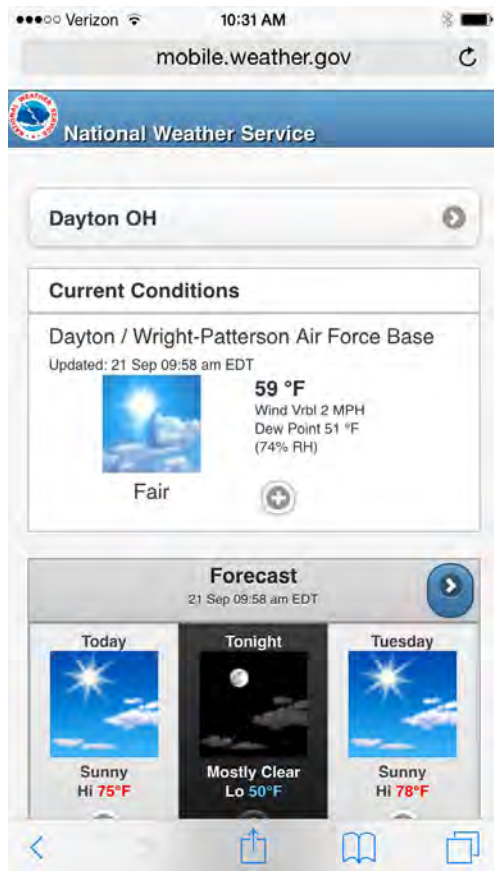 Verizon 10:31 AM
mobile.weather.gov
National Weather Service
Dayton OH
Current Conditions
Dayton / Wright-Patterson Air Force Base
Updated: 21 Sep 09:58 am EDT
59 °F
Wind Vrbl 2 MPH
Dew Point 51 °F
(74% RH)
Fair
Forecast
21 Sep 09:58 am EDT
Today
Sunny
Hi 75°F
Tonight
Mostly Clear
Lo 50°F
Tuesday
Sunny
Hi 78°F